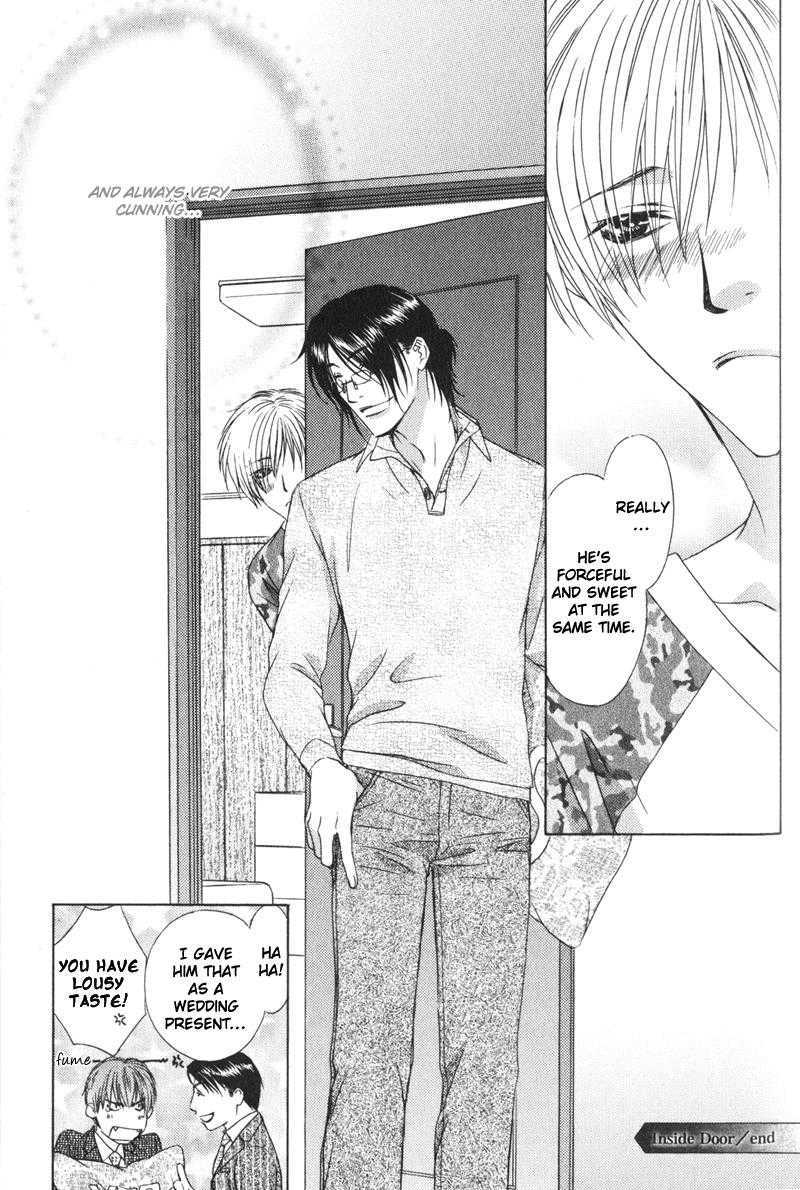 REALLY
...
HE'S
FORCEFUL
AND SWEET
AT THE
SAME TIME.
AND ALWAYS VERY
CUNNING...
HA
HA!
I GAVE
HIM THAT
AS A
WEDDING
PRESENT...
YOU HAVE
LOUSY
TASTE!
fume
Inside Door/end